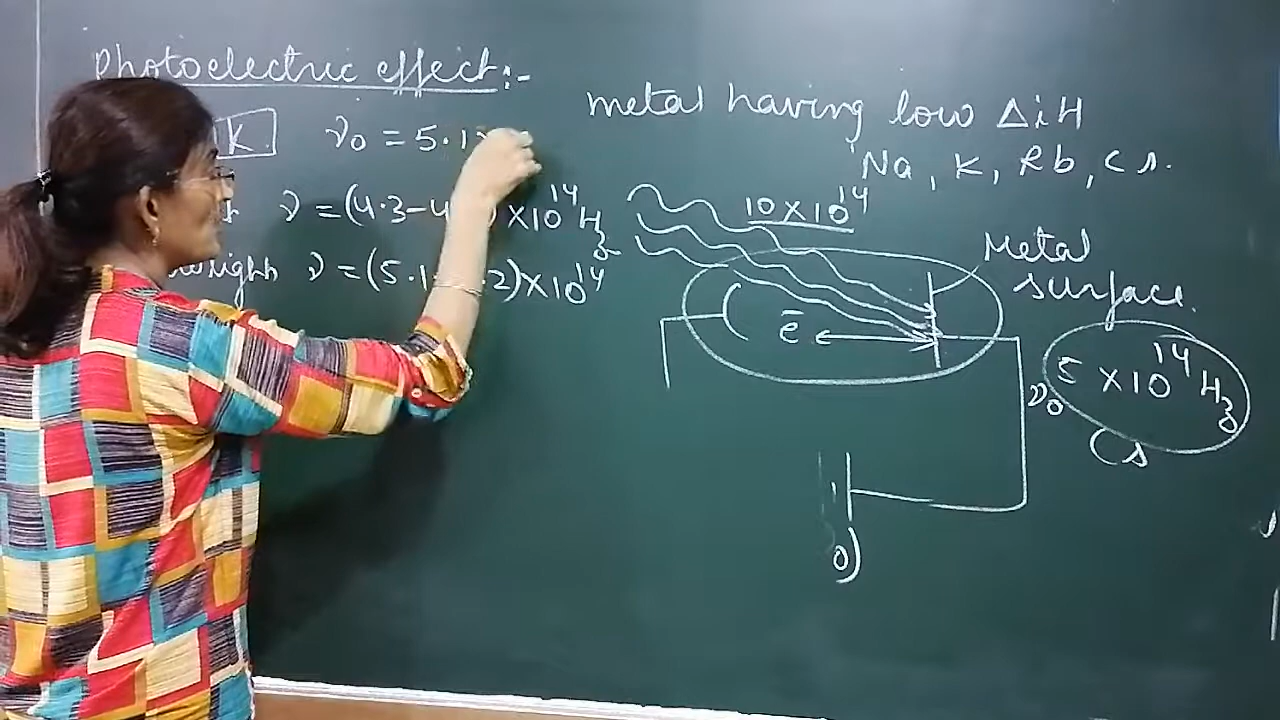 Photoelectric effect:-
K. ν₀ = 5.1×
ν = (4.3-4 ) ×10¹⁴ Hz
ν = (5.1 .2)×10¹⁴
metal having low ΔiH
Na, K, Rb, Cs.
10×10¹⁴
Metal
surface.
ē
ν₀ 5 ×10¹⁴ Hz
Cs